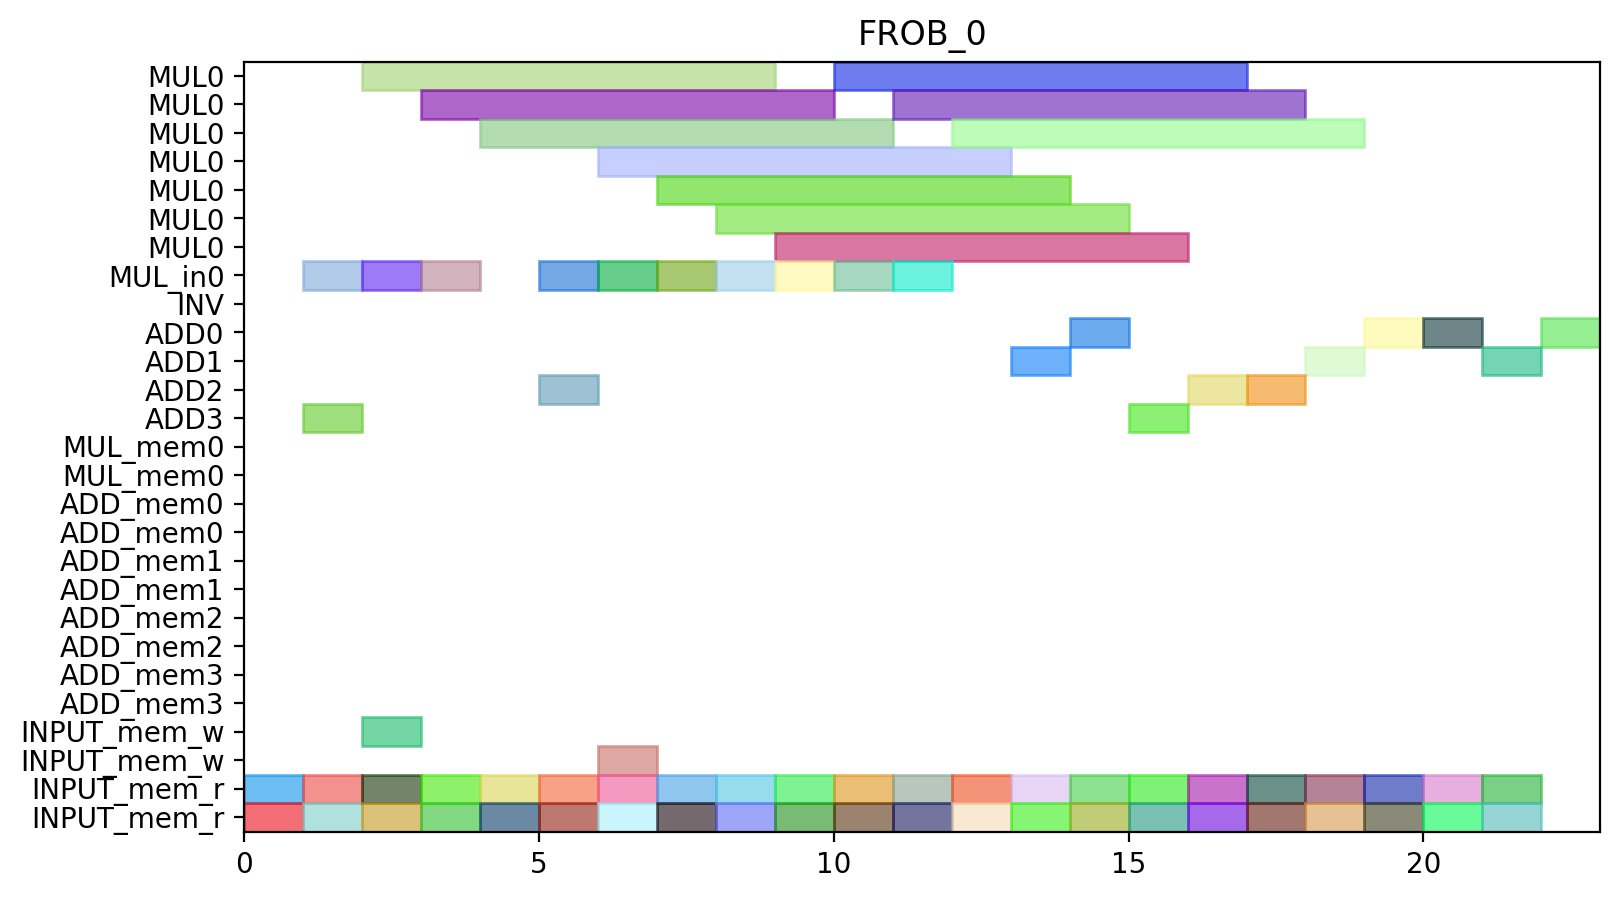 FROB_0
MUL0
MUL0
MUL0
MUL0
MUL0
MUL0
MUL0
MUL_in0
INV
ADD0
ADD1
ADD2
ADD3
MUL_mem0
MUL_mem0
ADD_mem0
ADD_mem0
ADD_mem1
ADD_mem1
ADD_mem2
ADD_mem2
ADD_mem3
ADD_mem3
INPUT_mem_w
INPUT_mem_w
INPUT_mem_r
INPUT_mem_r
0 5 10 15 20